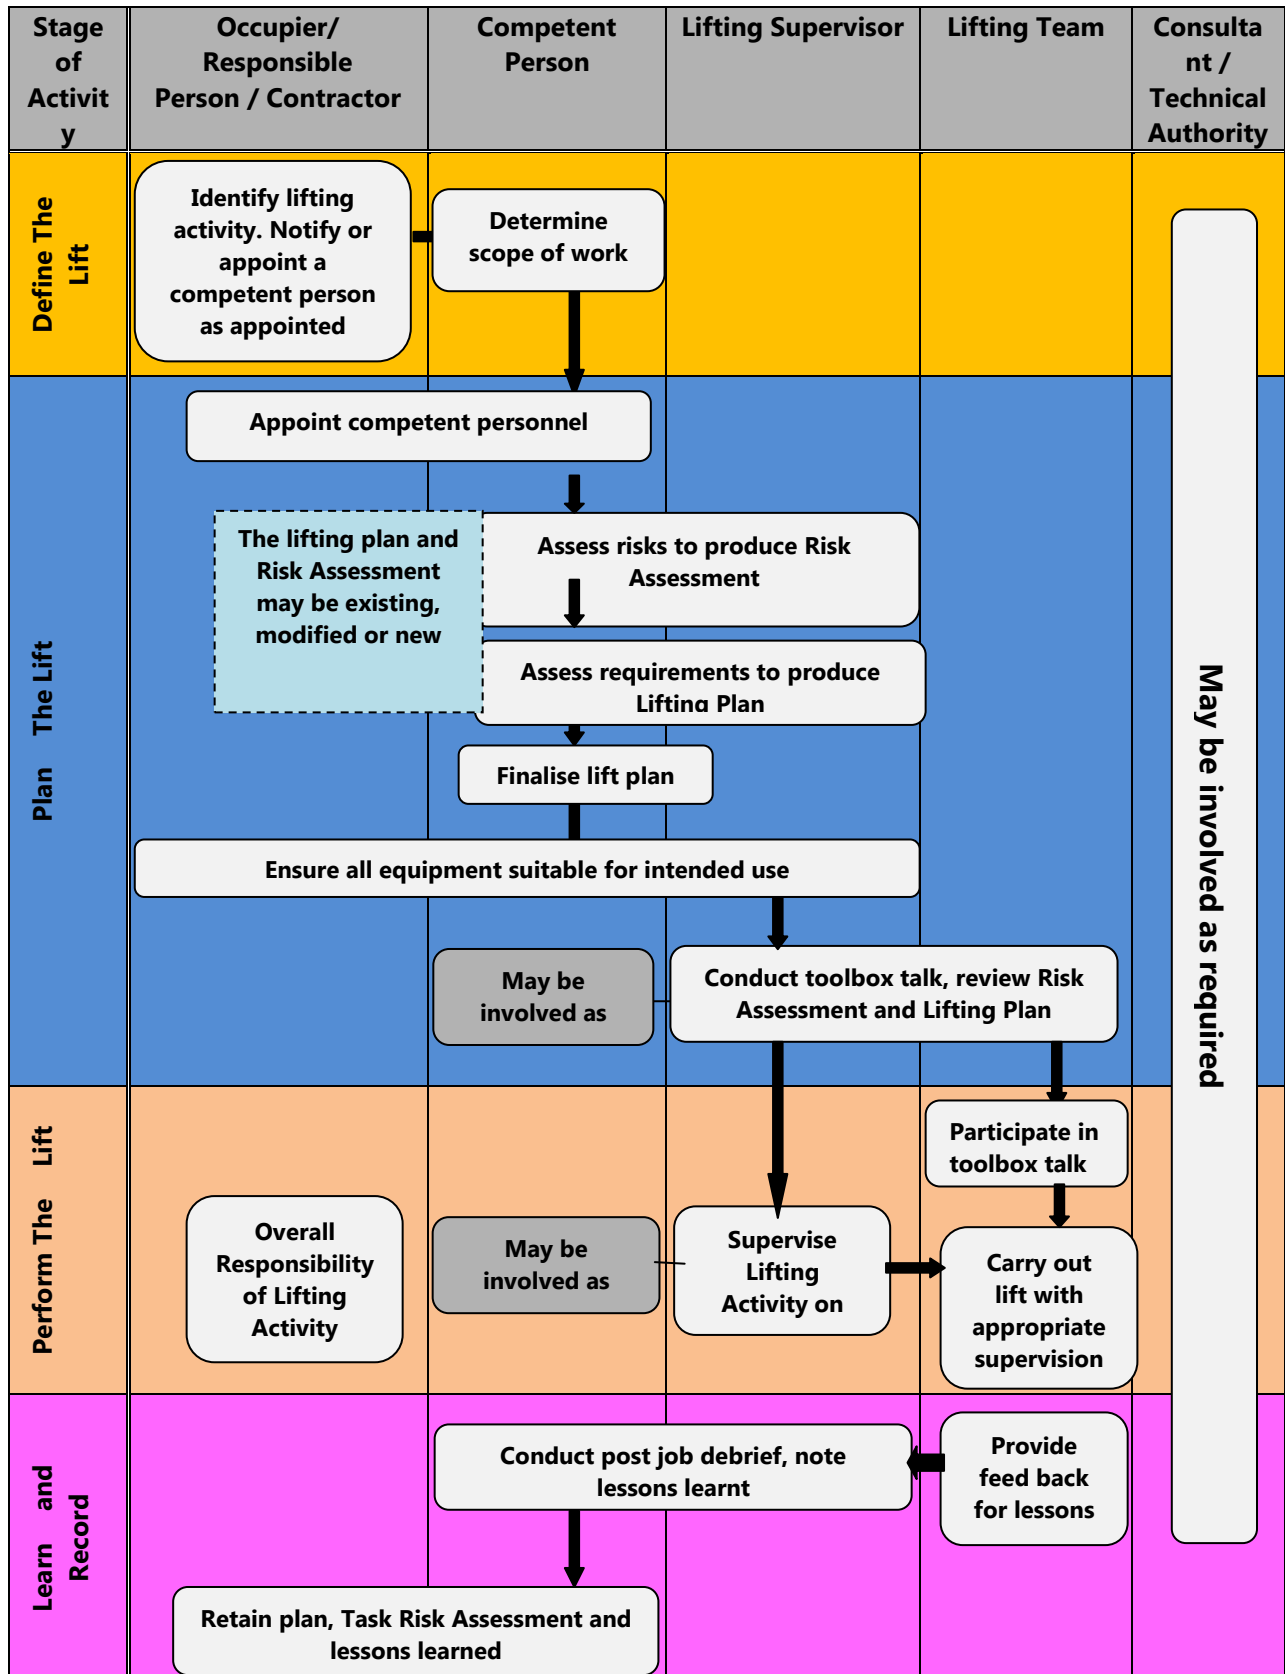 Stage
of
Activit
y
Occupier/
Responsible
Person / Contractor
Competent
Person
Lifting Supervisor
Lifting Team
Consulta
nt /
Technical
Authority
Define The
Lift
Identify lifting
activity. Notify or
appoint a
competent person
as appointed
Determine
scope of work
Plan The Lift
Appoint competent personnel
The lifting plan and
Risk Assessment
may be existing,
modified or new
Assess risks to produce Risk
Assessment
Assess requirements to produce
Lifting Plan
Finalise lift plan
Ensure all equipment suitable for intended use
May be
involved as
Conduct toolbox talk, review Risk
Assessment and Lifting Plan
May be involved as required
Perform The Lift
Participate in
toolbox talk
Overall
Responsibility
of Lifting
Activity
May be
involved as
Supervise
Lifting
Activity on
Carry out
lift with
appropriate
supervision
Learn and
Record
Conduct post job debrief, note
lessons learnt
Provide
feed back
for lessons
Retain plan, Task Risk Assessment and
lessons learned